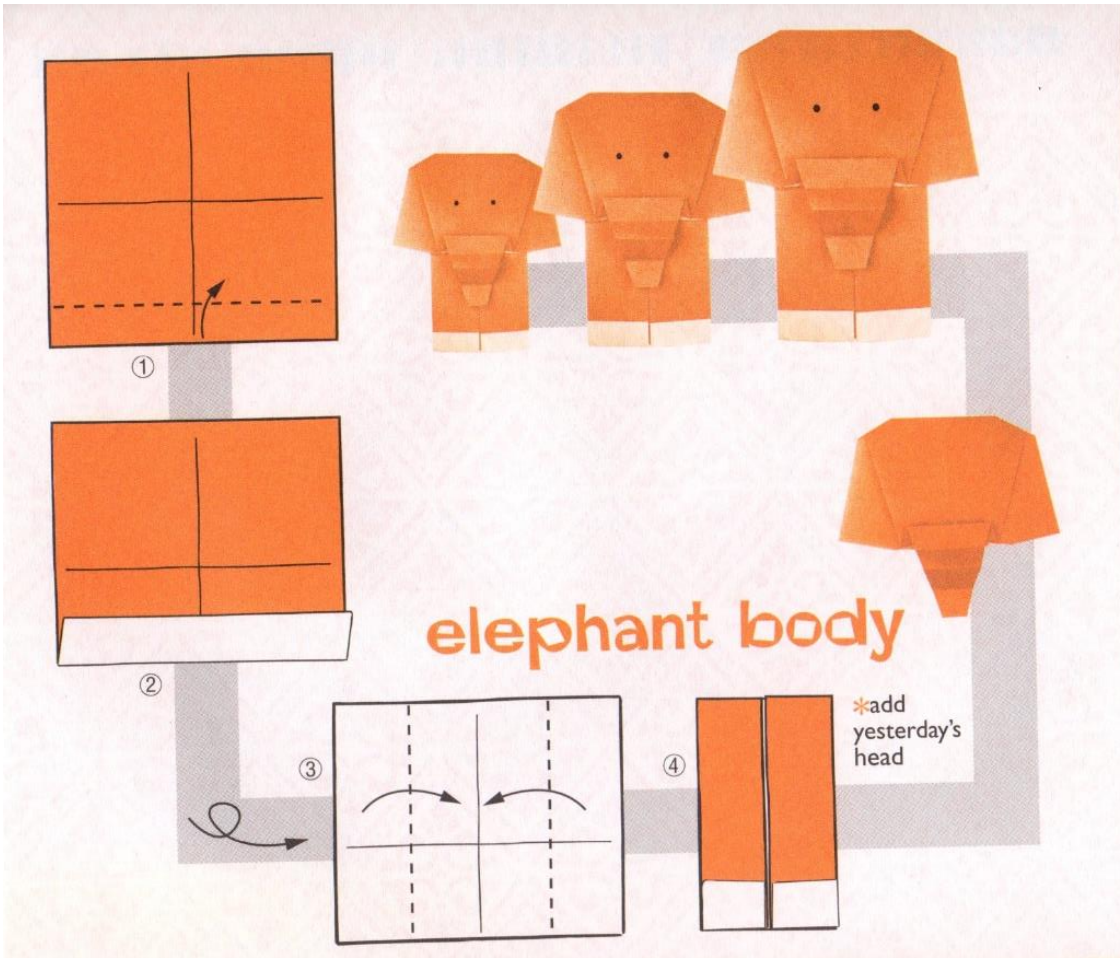 ①
②
elephant body
③
④
*add
yesterday's
head